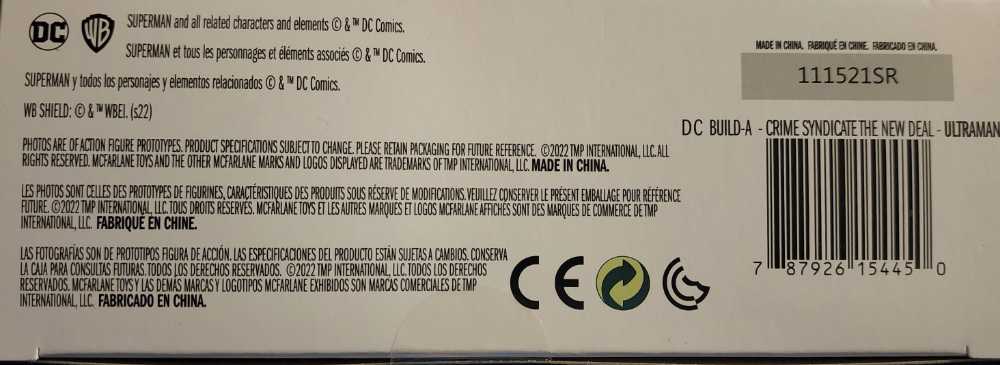 DC WB
SUPERMAN and all related characters and elements © & ™ DC Comics.
SUPERMAN et tous les personnages et éléments associés © & ™ DC Comics.
SUPERMAN y todos los personajes y elementos relacionados © & ™ DC Comics.
WB SHIELD: © & ™ WBEI. (s22)
PHOTOS ARE OF ACTION FIGURE PROTOTYPES. PRODUCT SPECIFICATIONS SUBJECT TO CHANGE. PLEASE RETAIN PACKAGING FOR FUTURE REFERENCE. ©2022 TMP INTERNATIONAL, LLC. ALL
RIGHTS RESERVED. MCFARLANE TOYS AND THE OTHER MCFARLANE MARKS AND LOGOS DISPLAYED ARE TRADEMARKS OF TMP INTERNATIONAL, LLC. MADE IN CHINA.
LES PHOTOS SONT CELLES DES PROTOTYPES DE FIGURINES, CARACTÉRISTIQUES DES PRODUITS SOUS RÉSERVE DE MODIFICATIONS. VEUILLEZ CONSERVER LE PRÉSENT EMBALLAGE POUR RÉFÉRENCE
FUTURE. ©2022 TMP INTERNATIONAL, LLC. TOUS DROITS RÉSERVÉS. MCFARLANE TOYS ET LES AUTRES MARQUES ET LOGOS MCFARLANE AFFICHÉS SONT DES MARQUES DE COMMERCE DE TMP
INTERNATIONAL, LLC. FABRIQUÉ EN CHINE.
LAS FOTOGRAFÍAS SON DE PROTOTIPOS FIGURA DE ACCIÓN. LAS ESPECIFICACIONES DEL PRODUCTO ESTÁN SUJETAS A CAMBIOS. CONSERVA
LA CAJA PARA CONSULTAS FUTURAS. TODOS LOS DERECHOS RESERVADOS. ©2022 TMP INTERNATIONAL, LLC. TODOS LOS DERECHOS
RESERVADOS. MCFARLANE TOYS Y LAS DEMÁS MARCAS Y LOGOTIPOS MCFARLANE EXHIBIDOS SON MARCAS COMERCIALES DE TMP
INTERNATIONAL, LLC. FABRICADO EN CHINA.
CE
MADE IN CHINA. FABRIQUÉ EN CHINE. FABRICADO EN CHINA.
111521SR
DC BUILD-A - CRIME SYNDICATE THE NEW DEAL - ULTRAMAN
7 87926 15445 0